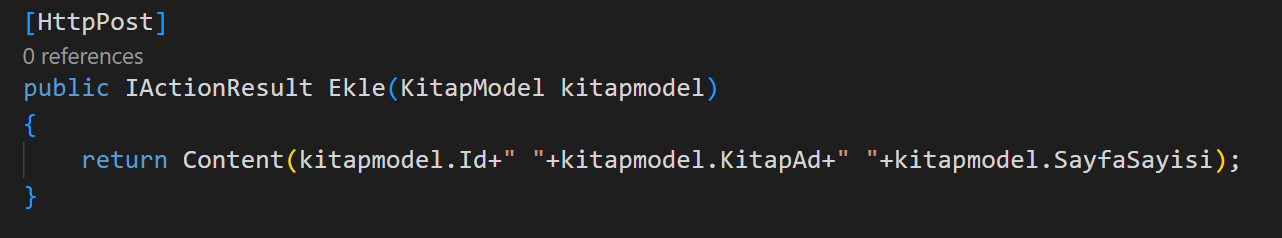 [HttpPost]
0 references
public IActionResult Ekle(KitapModel kitapmodel)
{
return Content(kitapmodel.Id+" "+kitapmodel.KitapAd+" "+kitapmodel.SayfaSayisi);
}